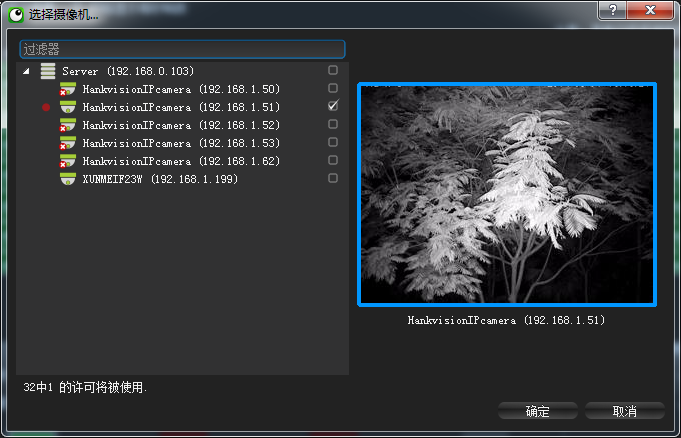 选择摄像机...
过滤器
Server (192.168.0.103)
HankvisionIPcamera (192.168.1.50)
HankvisionIPcamera (192.168.1.51)
HankvisionIPcamera (192.168.1.52)
HankvisionIPcamera (192.168.1.53)
HankvisionIPcamera (192.168.1.62)
XUNMEIF23W (192.168.1.199)
HankvisionIPcamera (192.168.1.51)
32中1 的许可将被使用.
确定
取消